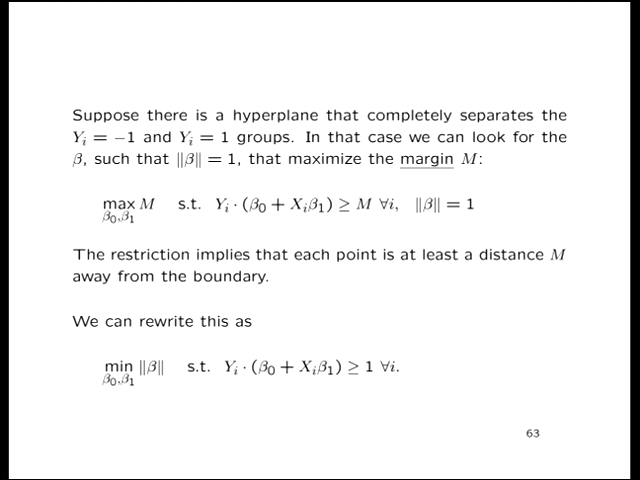 Suppose there is a hyperplane that completely separates the
Yᵢ = −1 and Yᵢ = 1 groups. In that case we can look for the
β, such that ‖β‖ = 1, that maximize the margin M:
max M s.t. Yᵢ · (β₀ + Xᵢβ₁) ≥ M ∀i, ‖β‖ = 1
β₀,β₁
The restriction implies that each point is at least a distance M
away from the boundary.
We can rewrite this as
min ‖β‖ s.t. Yᵢ · (β₀ + Xᵢβ₁) ≥ 1 ∀i.
β₀,β₁
63